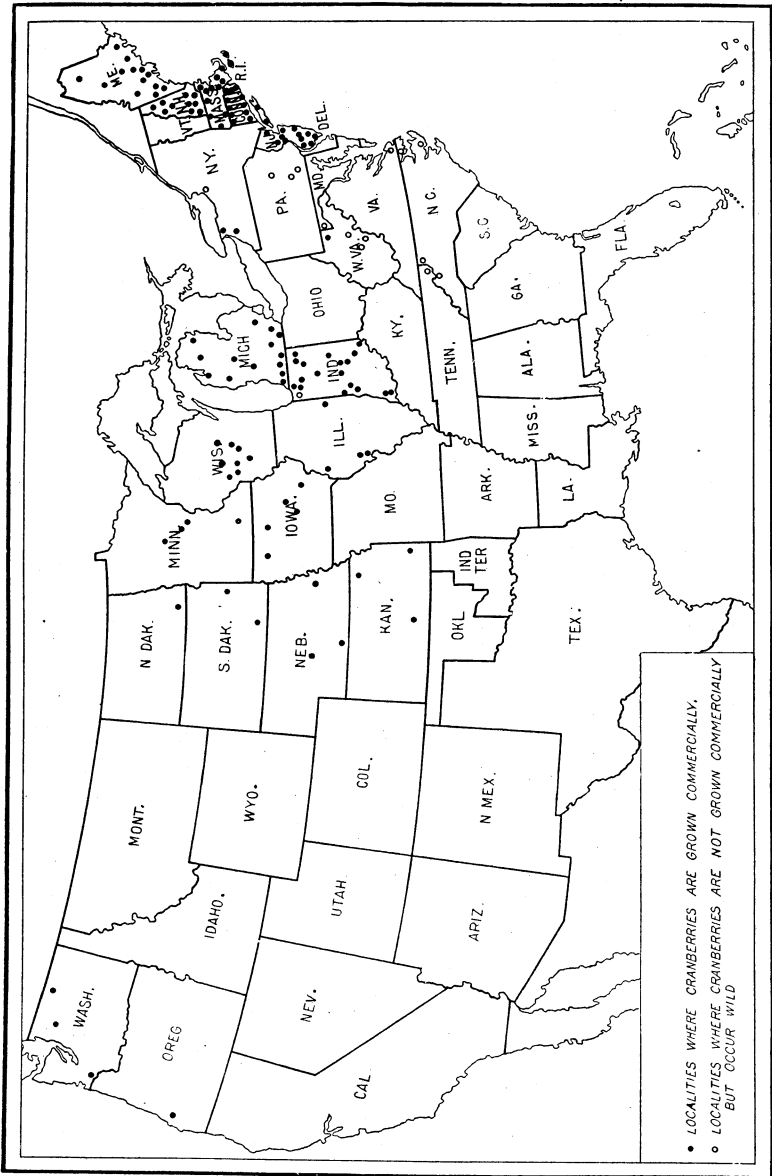 WASH.
OREG
CAL
NEV.
IDAHO.
MONT.
WYO.
UTAH
ARIZ.
COL.
N MEX.
N DAK.
S. DAK.
NEB.
KAN.
OKL
IND
TER
TEX.
MINN.
IOWA.
MO.
ARK.
LA.
WIS.
ILL.
MICH
IND.
OHIO
KY.
TENN.
MISS.
ALA.
GA.
FLA.
S.C
N C.
VA.
W.VA.
MD.
DEL.
PA.
N.J.
N.Y.
VT.
N.H.
ME.
MASS.
CONN.
R.I.
LOCALITIES WHERE CRANBERRIES ARE GROWN COMMERCIALLY.
LOCALITIES WHERE CRANBERRIES ARE NOT GROWN COMMERCIALLY
BUT OCCUR WILD